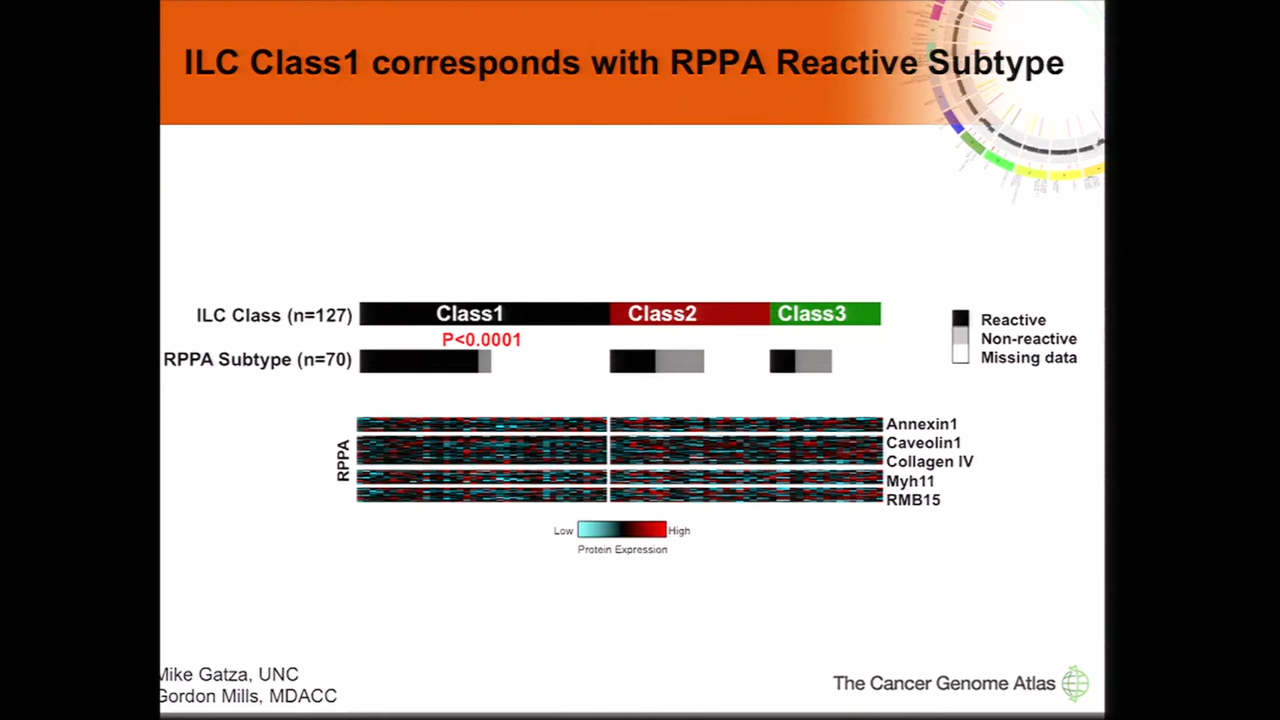 ILC Class1 corresponds with RPPA Reactive Subtype
ILC Class (n=127)
Class1
Class2
Class3
P<0.0001
RPPA Subtype (n=70)
Reactive
Non-reactive
Missing data
RPPA
Annexin1
Caveolin1
Collagen IV
Myh11
RMB15
Low
High
Protein Expression
Mike Gatza, UNC
Gordon Mills, MDACC
The Cancer Genome Atlas